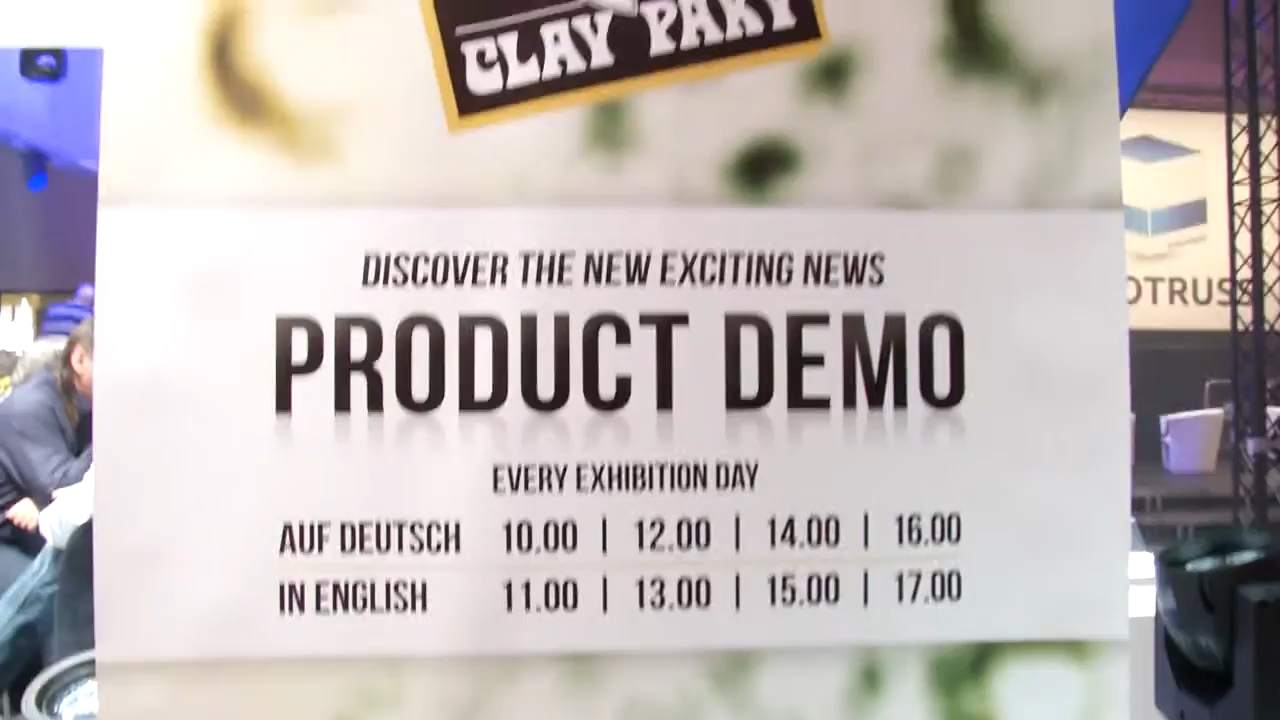 CLAY PAKY
DISCOVER THE NEW EXCITING NEWS
PRODUCT DEMO
EVERY EXHIBITION DAY
AUF DEUTSCH 10.00 | 12.00 | 14.00 | 16.00
IN ENGLISH 11.00 | 13.00 | 15.00 | 17.00
OTRUSS